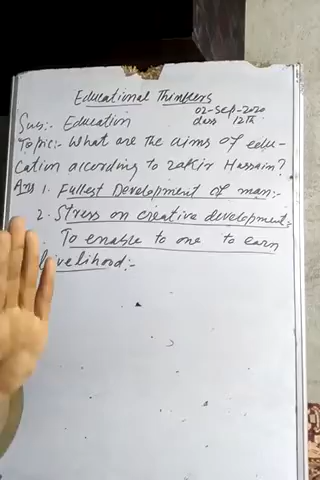 Educational Thinkers
02-Sep-2020
Sub:- Education class 12th
Topic:- What are the aims of edu-
cation according to Zakir Hassain?
Ans 1. Fullest Development of man:-
2. Stress on creative development:-
To enable to one to earn
livelihood:-